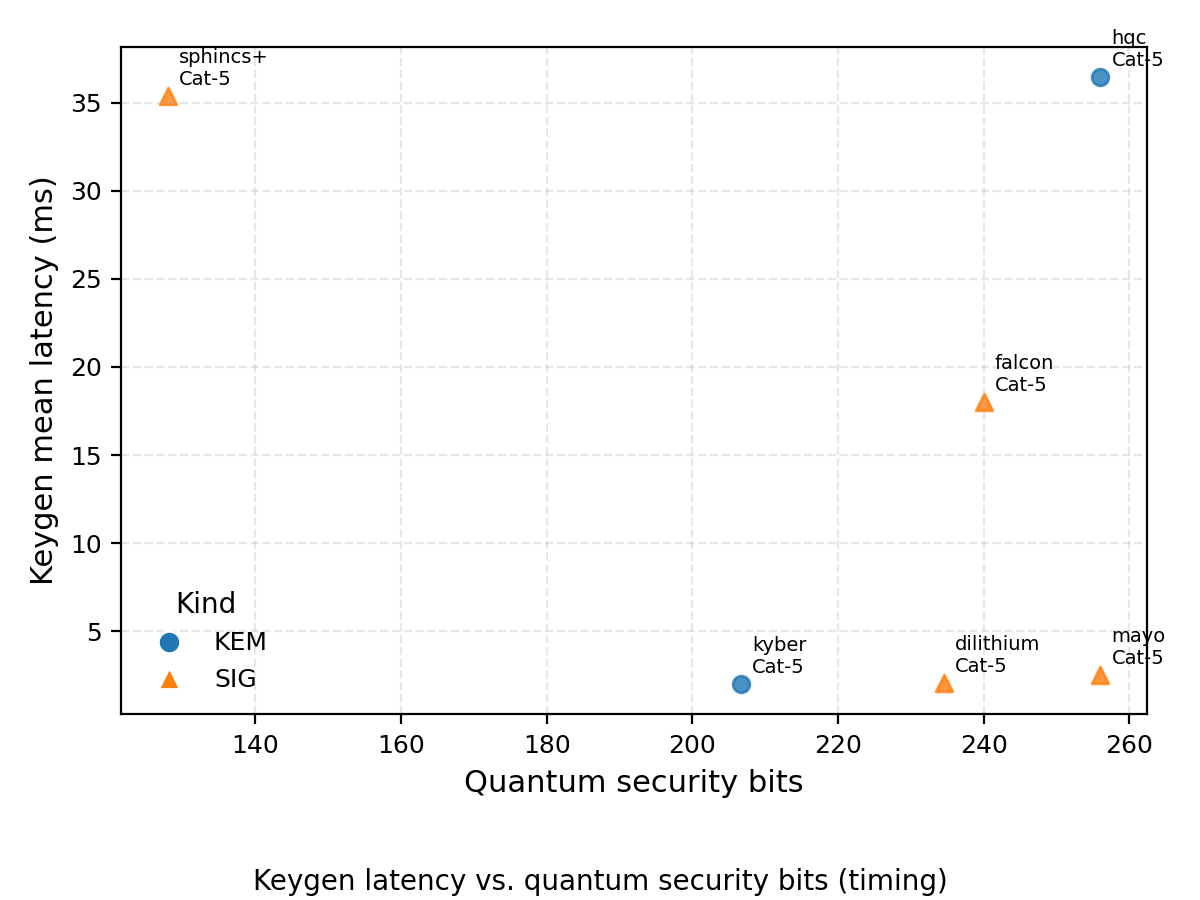 hqc
Cat-5
sphincs+
Cat-5
35
30
25
20
15
10
5
Keygen mean latency (ms)
falcon
Cat-5
Kind
KEM
SIG
kyber
Cat-5
dilithium
Cat-5
mayo
Cat-5
140
160
180
200
220
240
260
Quantum security bits
Keygen latency vs. quantum security bits (timing)